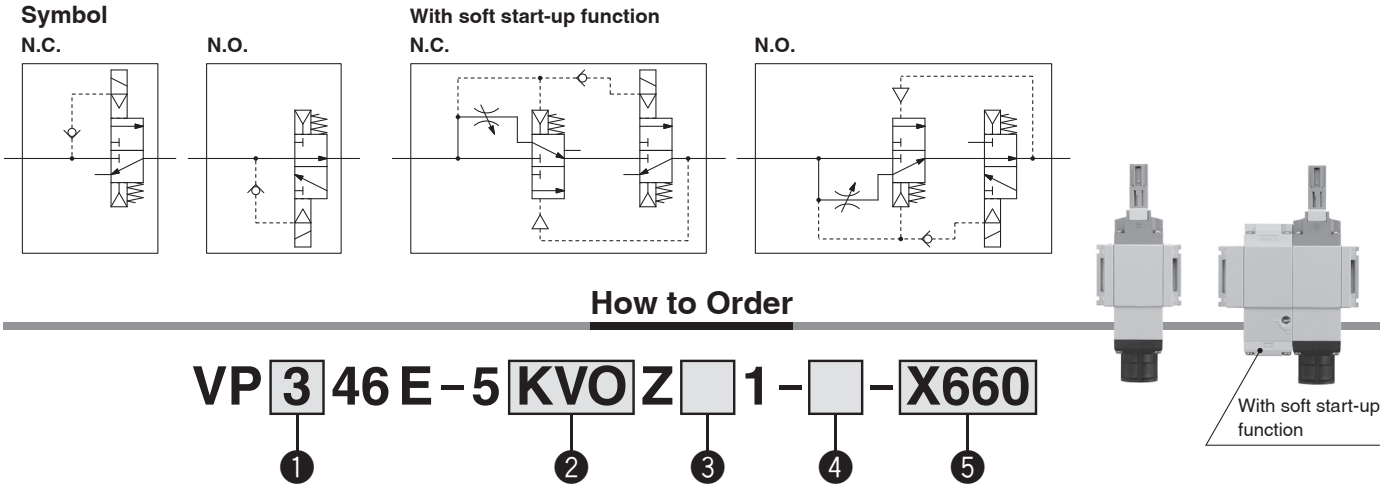 Symbol
With soft start-up function
N.C.
N.O.
N.C.
N.O.
How to Order
VP 3 46 E - 5 KVO Z 1 - - X660
1 2 3 4 5
With soft start-up
function